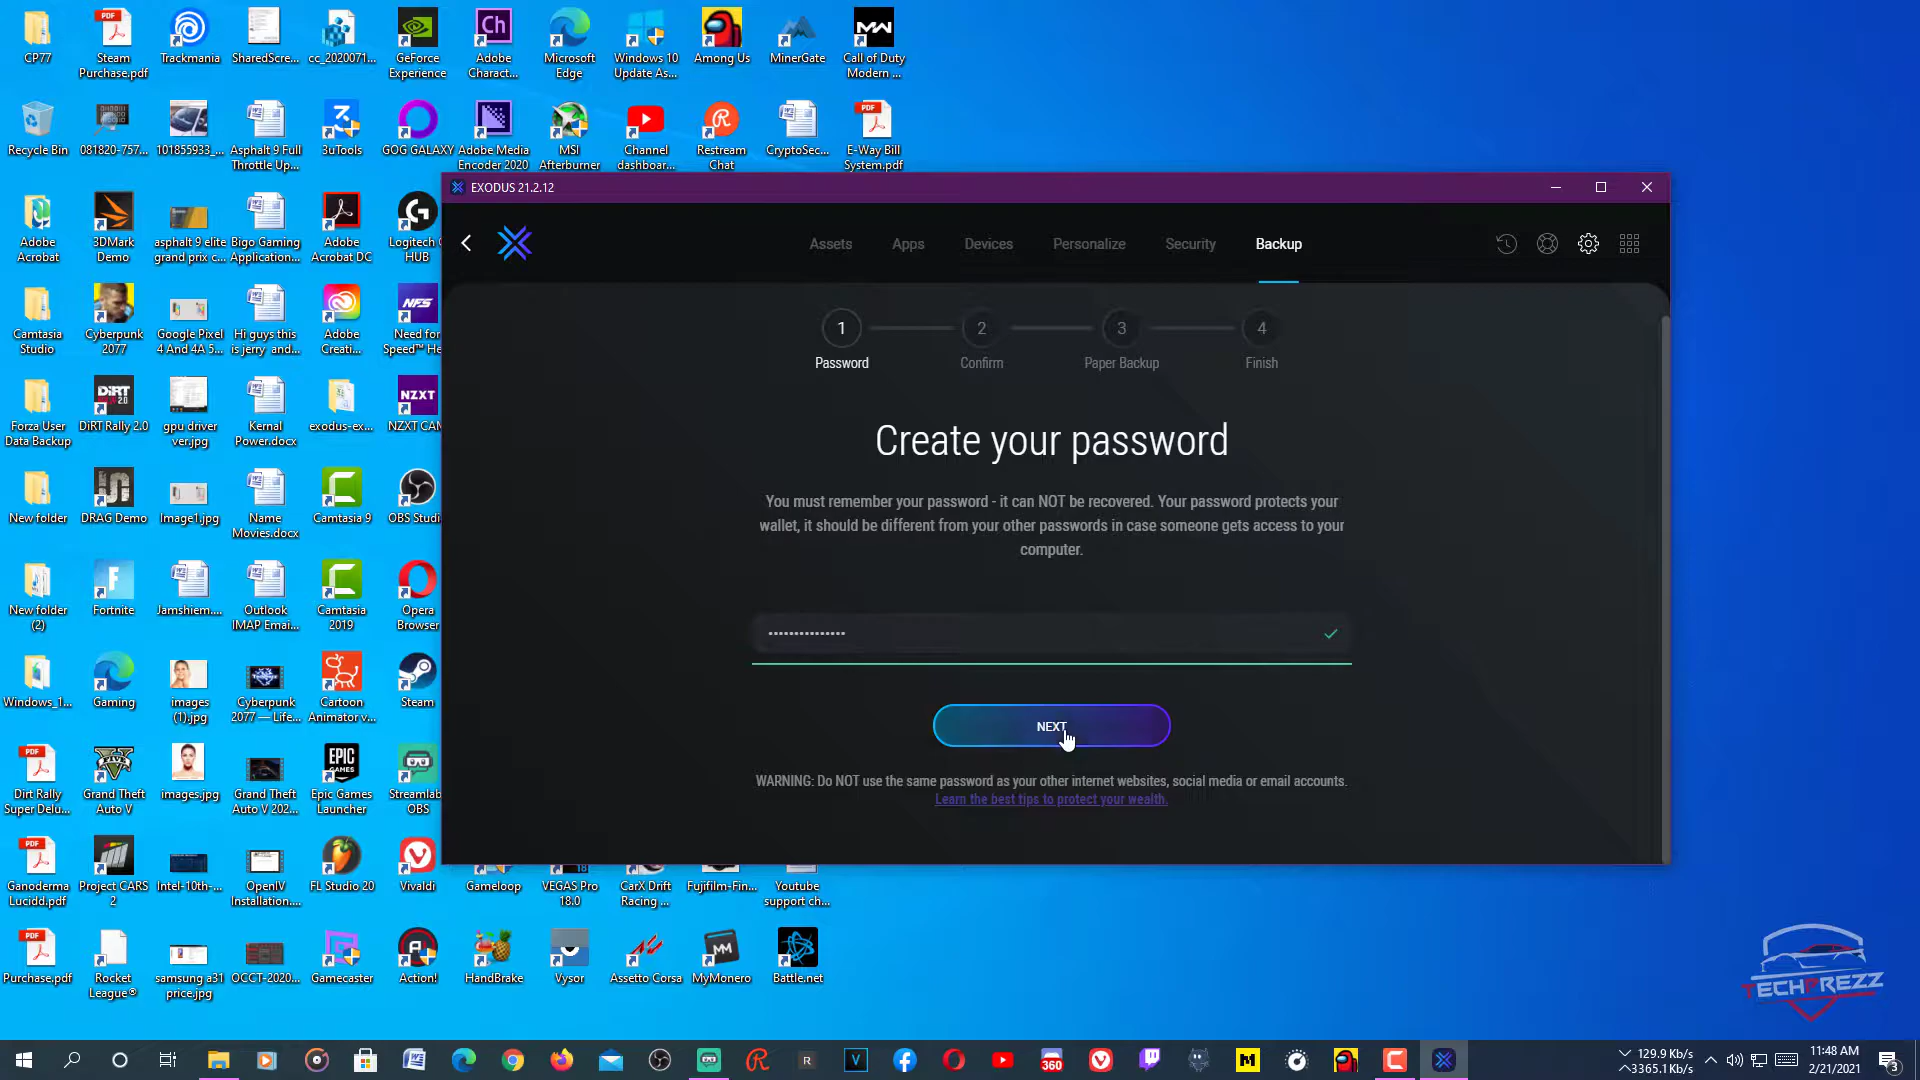 CP77
Steam
Purchase.pdf
Trackmania
SharedScre...
cc_2020071...
GeForce
Experience
Adobe
Charact...
Microsoft
Edge
Windows 10
Update As...
Among Us
MinerGate
Call of Duty
Modern ...
Recycle Bin
081820-757...
101855933_...
Asphalt 9 Full
Throttle Up...
3uTools
GOG GALAXY
Adobe Media
Encoder 2020
MSI
Afterburner
Channel
dashboar...
Restream
Chat
CryptoSec...
E-Way Bill
System.pdf
EXODUS 21.2.12
Adobe
Acrobat
3DMark
Demo
asphalt 9 elite
grand prix c...
Bigo Gaming
Application...
Adobe
Acrobat DC
Logitech G
HUB
Assets
Apps
Devices
Personalize
Security
Backup
Camtasia
Studio
Cyberpunk
2077
Google Pixel
4 And 4A 5...
Hi guys this
is jerry and...
Adobe
Creati...
Need for
Speed™ He...
1
2
3
4
Password
Confirm
Paper Backup
Finish
Forza User
Data Backup
DiRT Rally 2.0
gpu driver
ver.jpg
Kernal
Power.docx
exodus-ex...
NZXT CAM
Create your password
You must remember your password - it can NOT be recovered. Your password protects your
wallet, it should be different from your other passwords in case someone gets access to your
computer.
New folder
DRAG Demo
Image1.jpg
Name
Movies.docx
Camtasia 9
OBS Studio
New folder
(2)
Fortnite
Jamshiem....
Outlook
IMAP Emai...
Camtasia
2019
Opera
Browser
•••••••••••••••
NEXT
WARNING: Do NOT use the same password as your other internet websites, social media or email accounts.
Learn the best tips to protect your wealth.
Windows_1...
Gaming
images
(1).jpg
Cyberpunk
2077 — Life...
Cartoon
Animator v...
Steam
Dirt Rally
Super Delu...
Grand Theft
Auto V
images.jpg
Grand Theft
Auto V 202...
Epic Games
Launcher
Streamlab
OBS
Ganoderma
Lucidd.pdf
Project CARS
2
Intel-10th-...
OpenIV
Installation....
FL Studio 20
Vivaldi
Gameloop
VEGAS Pro
18.0
CarX Drift
Racing ...
Fujifilm-Fin...
Youtube
support ch...
Purchase.pdf
Rocket
League®
samsung a31
price.jpg
OCCT-2020...
Gamecaster
Action!
HandBrake
Vysor
Assetto Corsa
MyMonero
Battle.net
TECHPREZZ
129.9 Kb/s
3365.1Kb/s
11:48 AM
2/21/2021
3